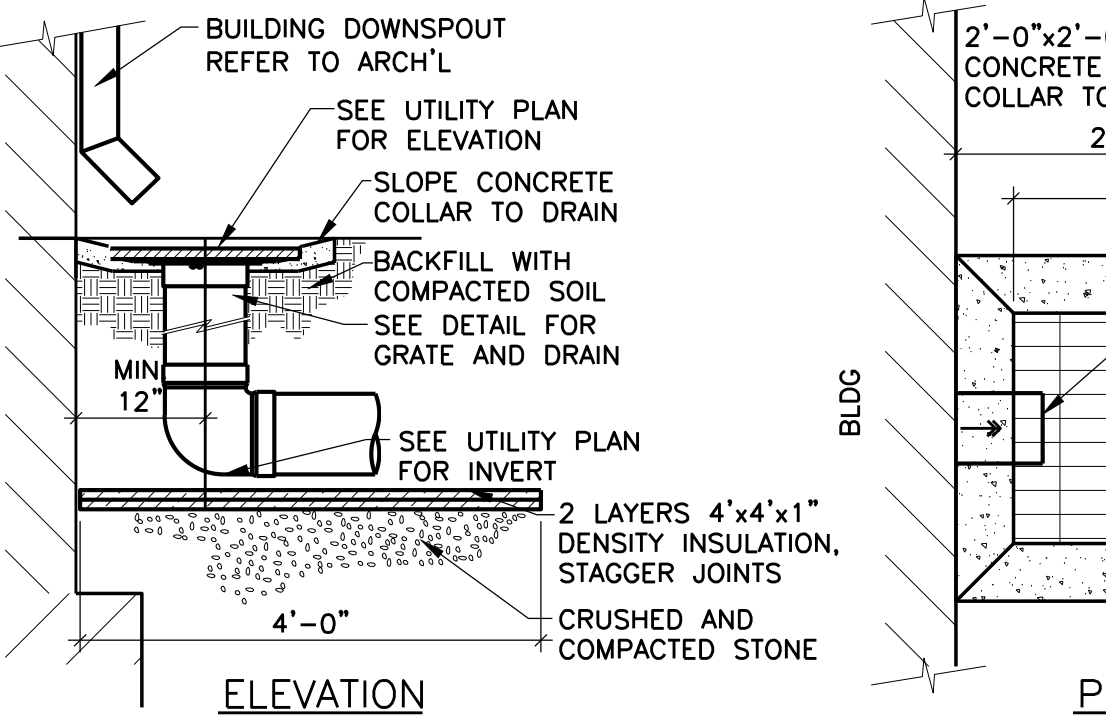 BUILDING DOWNSPOUT
REFER TO ARCH'L
SEE UTILITY PLAN
FOR ELEVATION
SLOPE CONCRETE
COLLAR TO DRAIN
BACKFILL WITH
COMPACTED SOIL
SEE DETAIL FOR
GRATE AND DRAIN
MIN
12"
SEE UTILITY PLAN
FOR INVERT
2 LAYERS 4'x4'x1"
DENSITY INSULATION,
STAGGER JOINTS
CRUSHED AND
COMPACTED STONE
4'-0"
ELEVATION
2'-0"x2'-
CONCRETE
COLLAR TO
2
BLDG
P